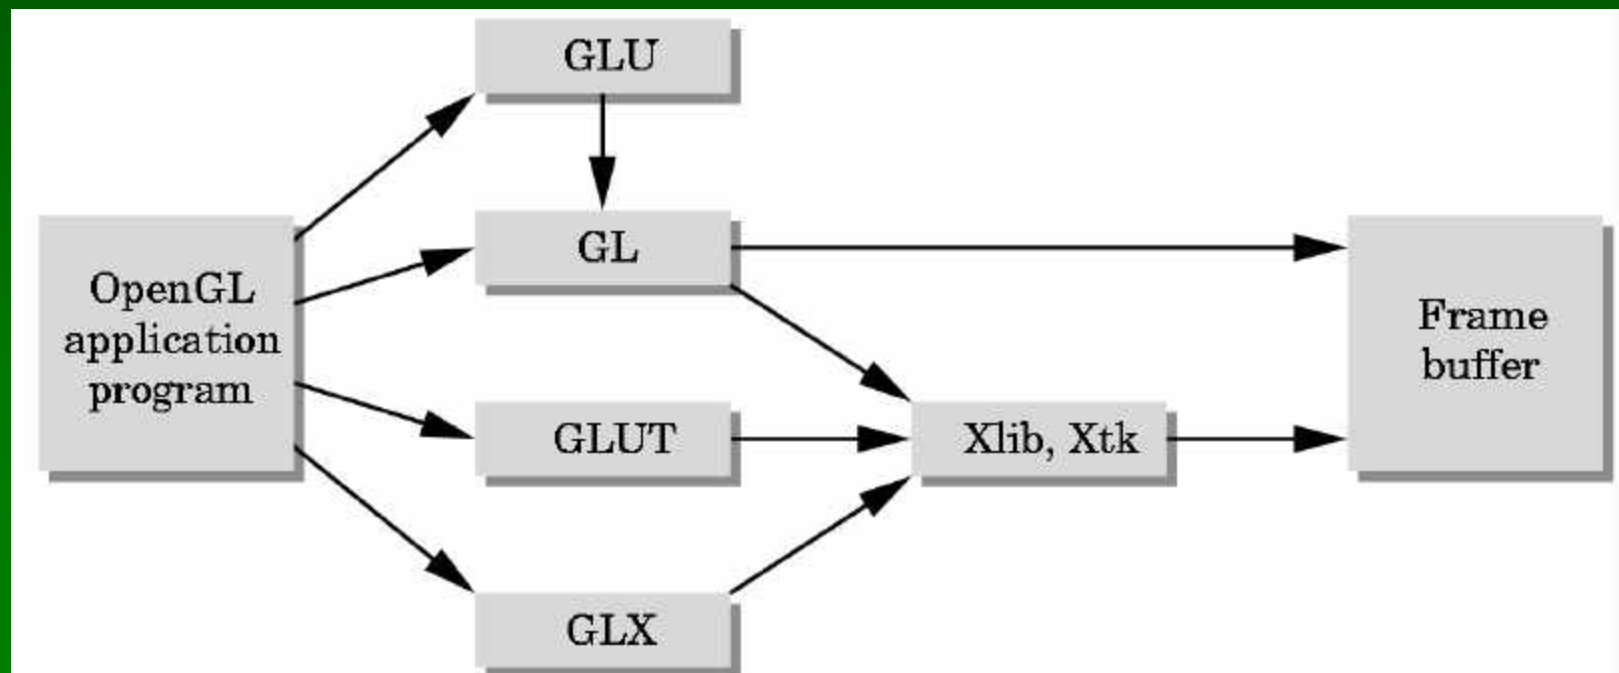 GLU
OpenGL
application
program
GL
GLUT
GLX
Xlib, Xtk
Frame
buffer